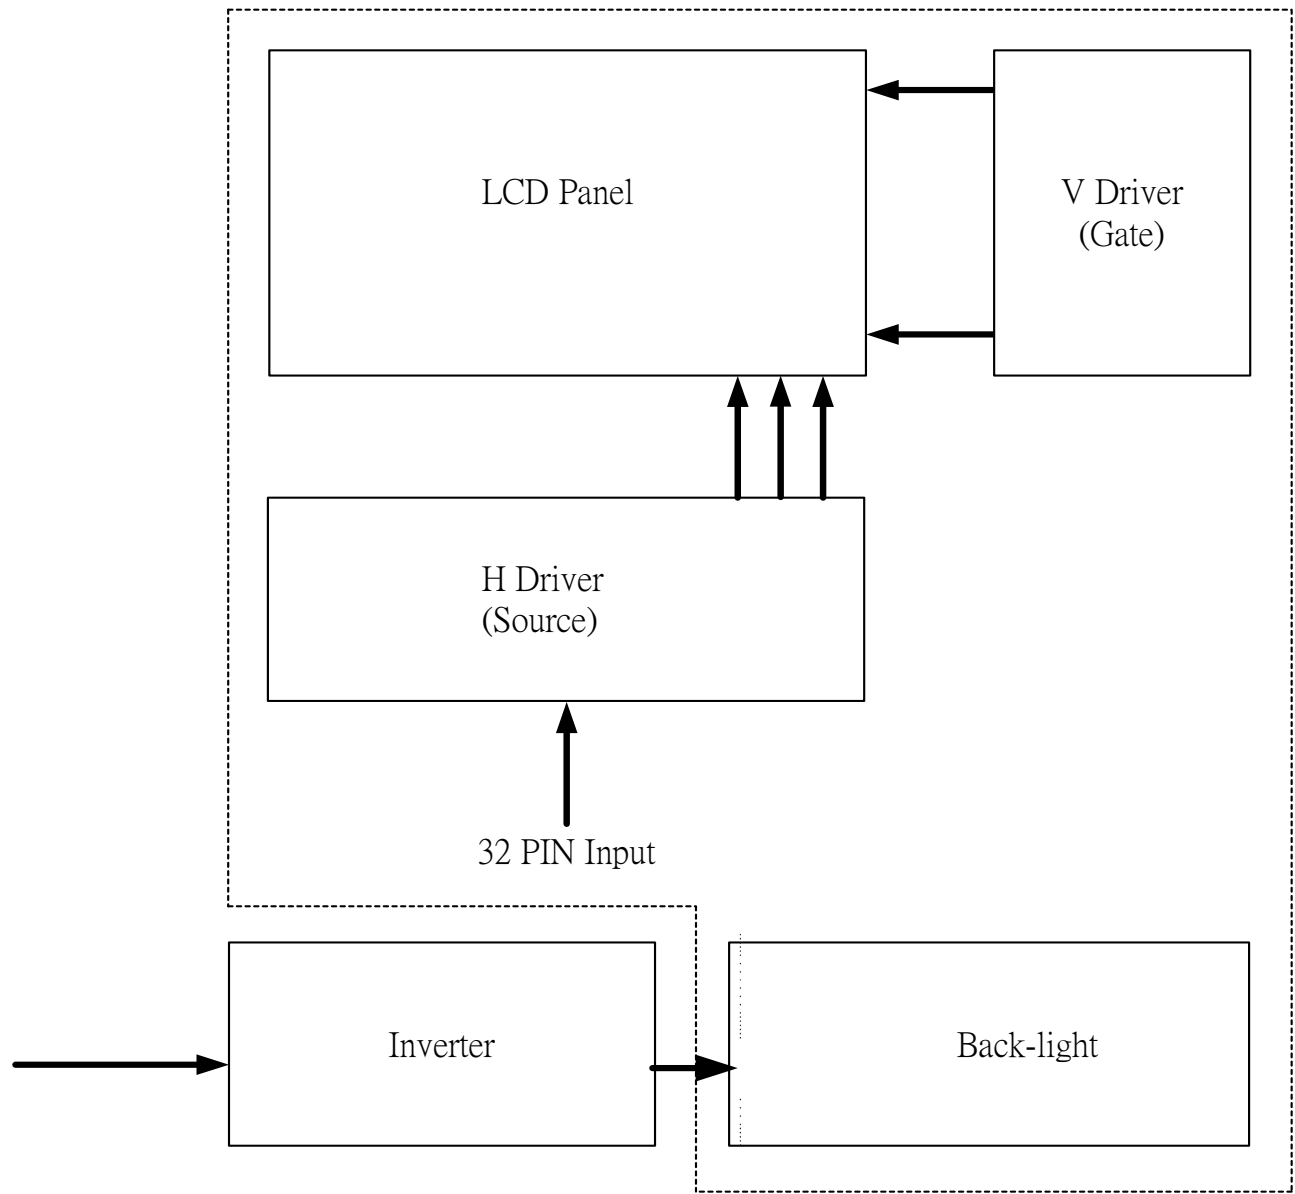 LCD Panel
V Driver
(Gate)
H Driver
(Source)
32 PIN Input
Inverter
Back-light